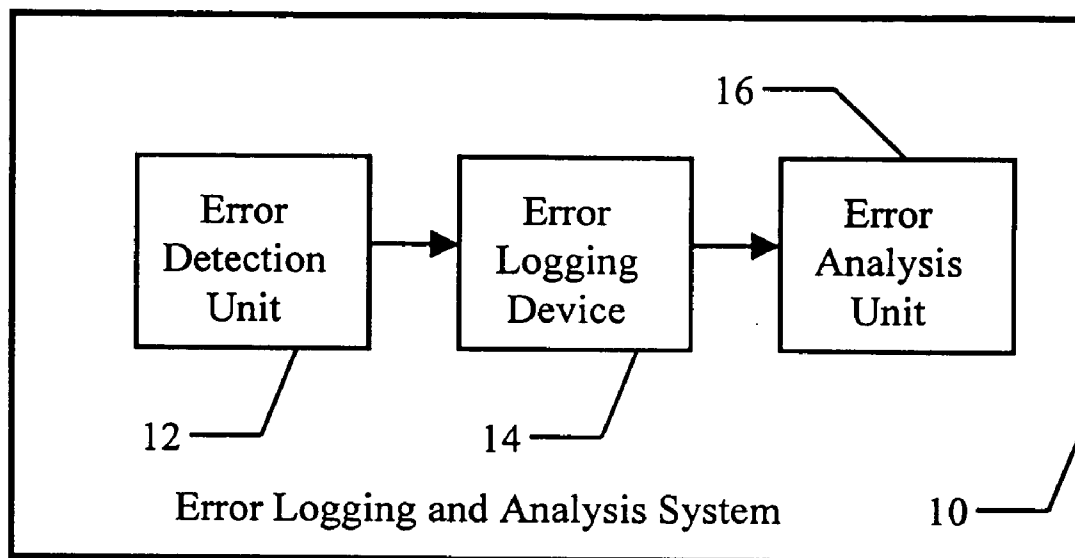 16
Error
Detection
Unit
Error
Logging
Device
Error
Analysis
Unit
12
14
Error Logging and Analysis System
10